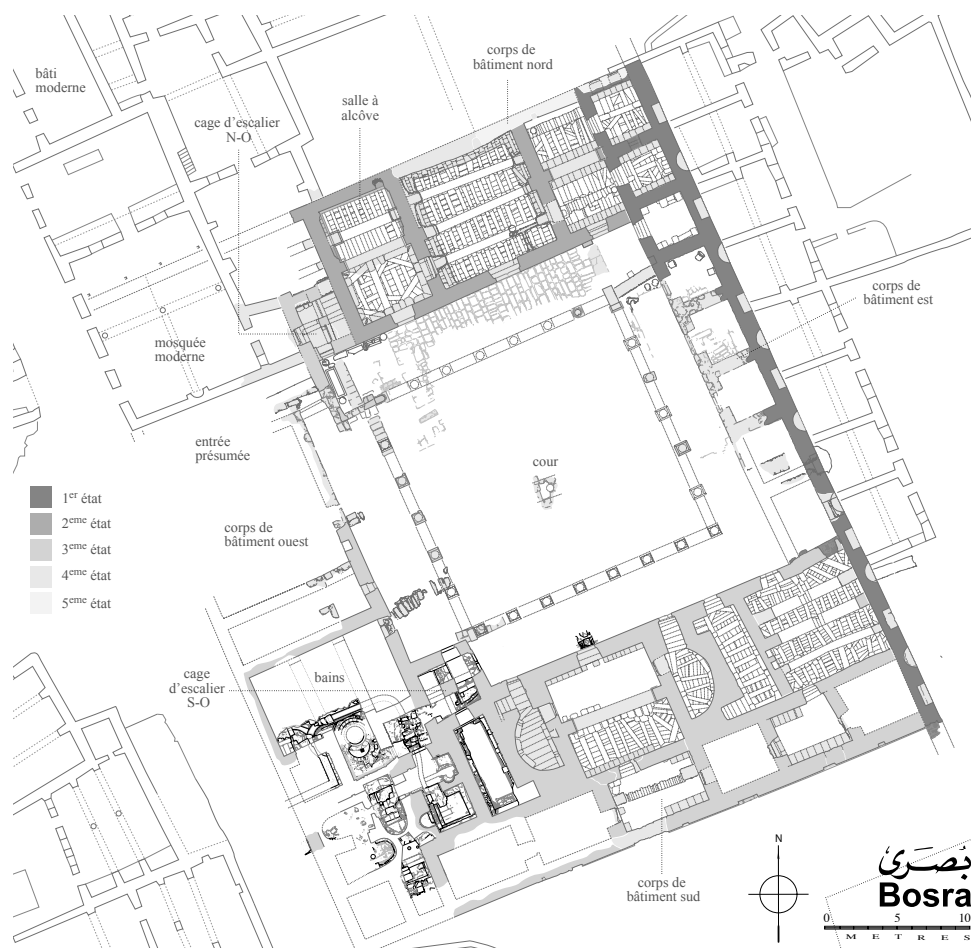 corps de
bâtiment nord
bâti
moderne
salle à
alcôve
cage d'escalier
N-O
corps de
bâtiment est
mosquée
moderne
entrée
présumée
cour
1er état
2eme état
3eme état
4eme état
5eme état
corps de
bâtiment ouest
cage
d'escalier
S-O
bains
corps de
bâtiment sud
N
بُصرَى
Bosra
0 5 10
M E T R E S